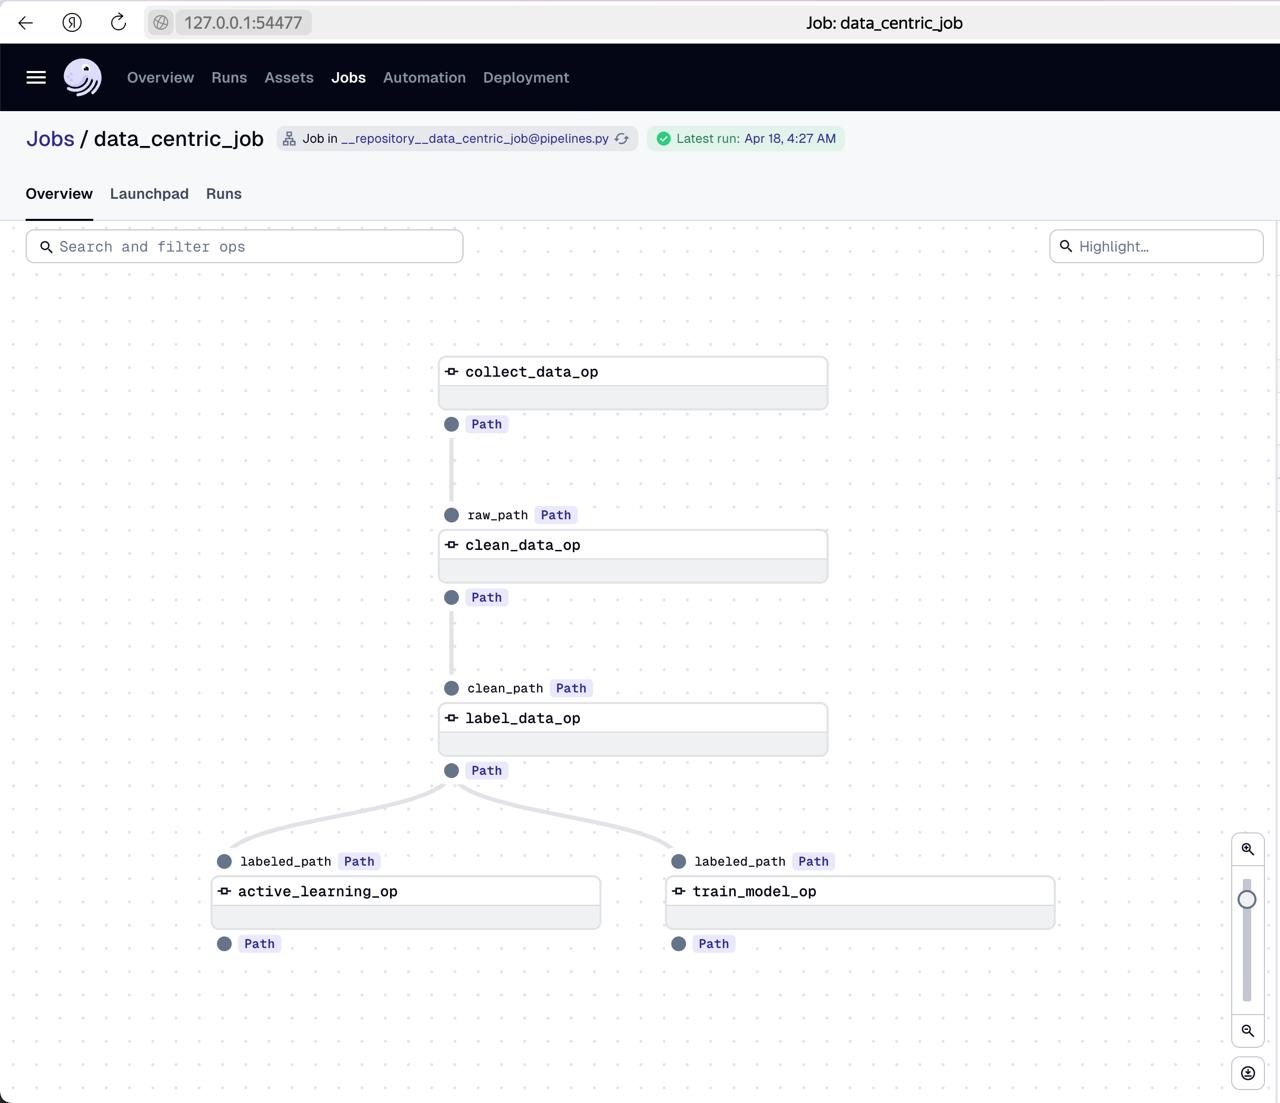 Я 127.0.0.1:54477 Job: data_centric_job
Overview Runs Assets Jobs Automation Deployment
Jobs / data_centric_job Job in __repository__data_centric_job@pipelines.py Latest run: Apr 18, 4:27 AM
Overview Launchpad Runs
Search and filter ops Highlight...
collect_data_op
Path
raw_path Path
clean_data_op
Path
clean_path Path
label_data_op
Path
labeled_path Path labeled_path Path
active_learning_op train_model_op
Path Path